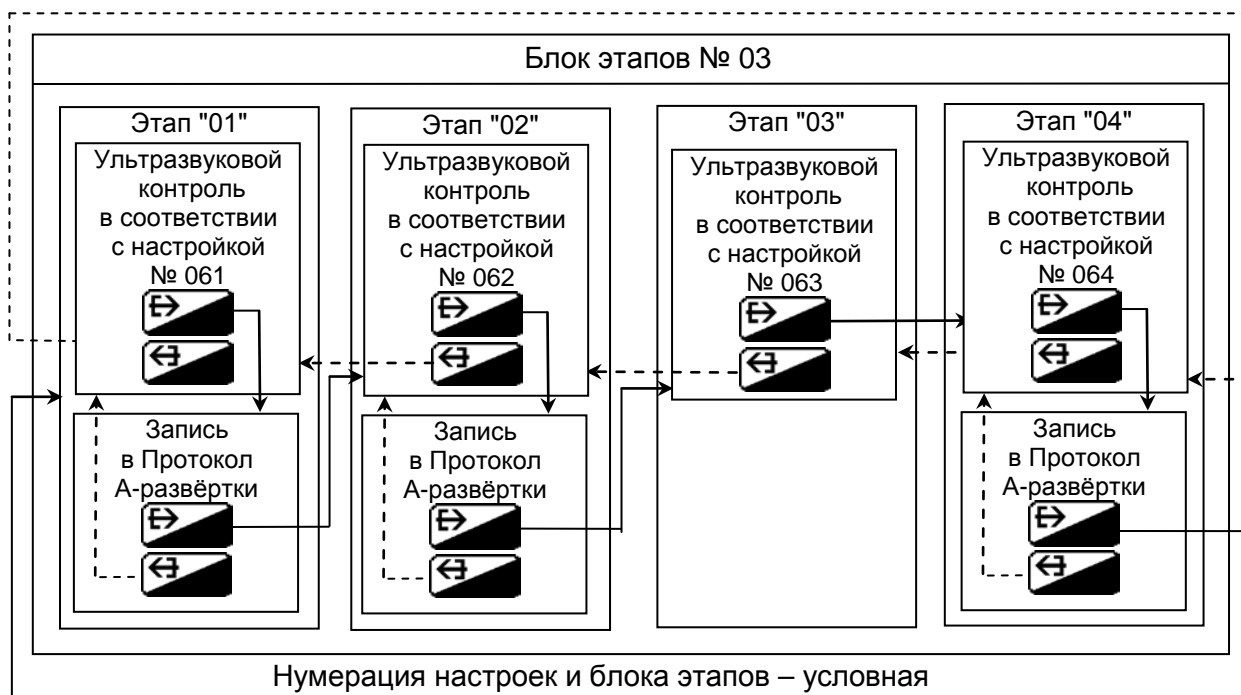 Блок этапов № 03
Этап "01"
Ультразвуковой
контроль
в соответствии
с настройкой
№ 061
Запись
в Протокол
А-развёртки
Этап "02"
Ультразвуковой
контроль
в соответствии
с настройкой
№ 062
Запись
в Протокол
А-развёртки
Этап "03"
Ультразвуковой
контроль
в соответствии
с настройкой
№ 063
Этап "04"
Ультразвуковой
контроль
в соответствии
с настройкой
№ 064
Запись
в Протокол
А-развёртки
Нумерация настроек и блока этапов – условная